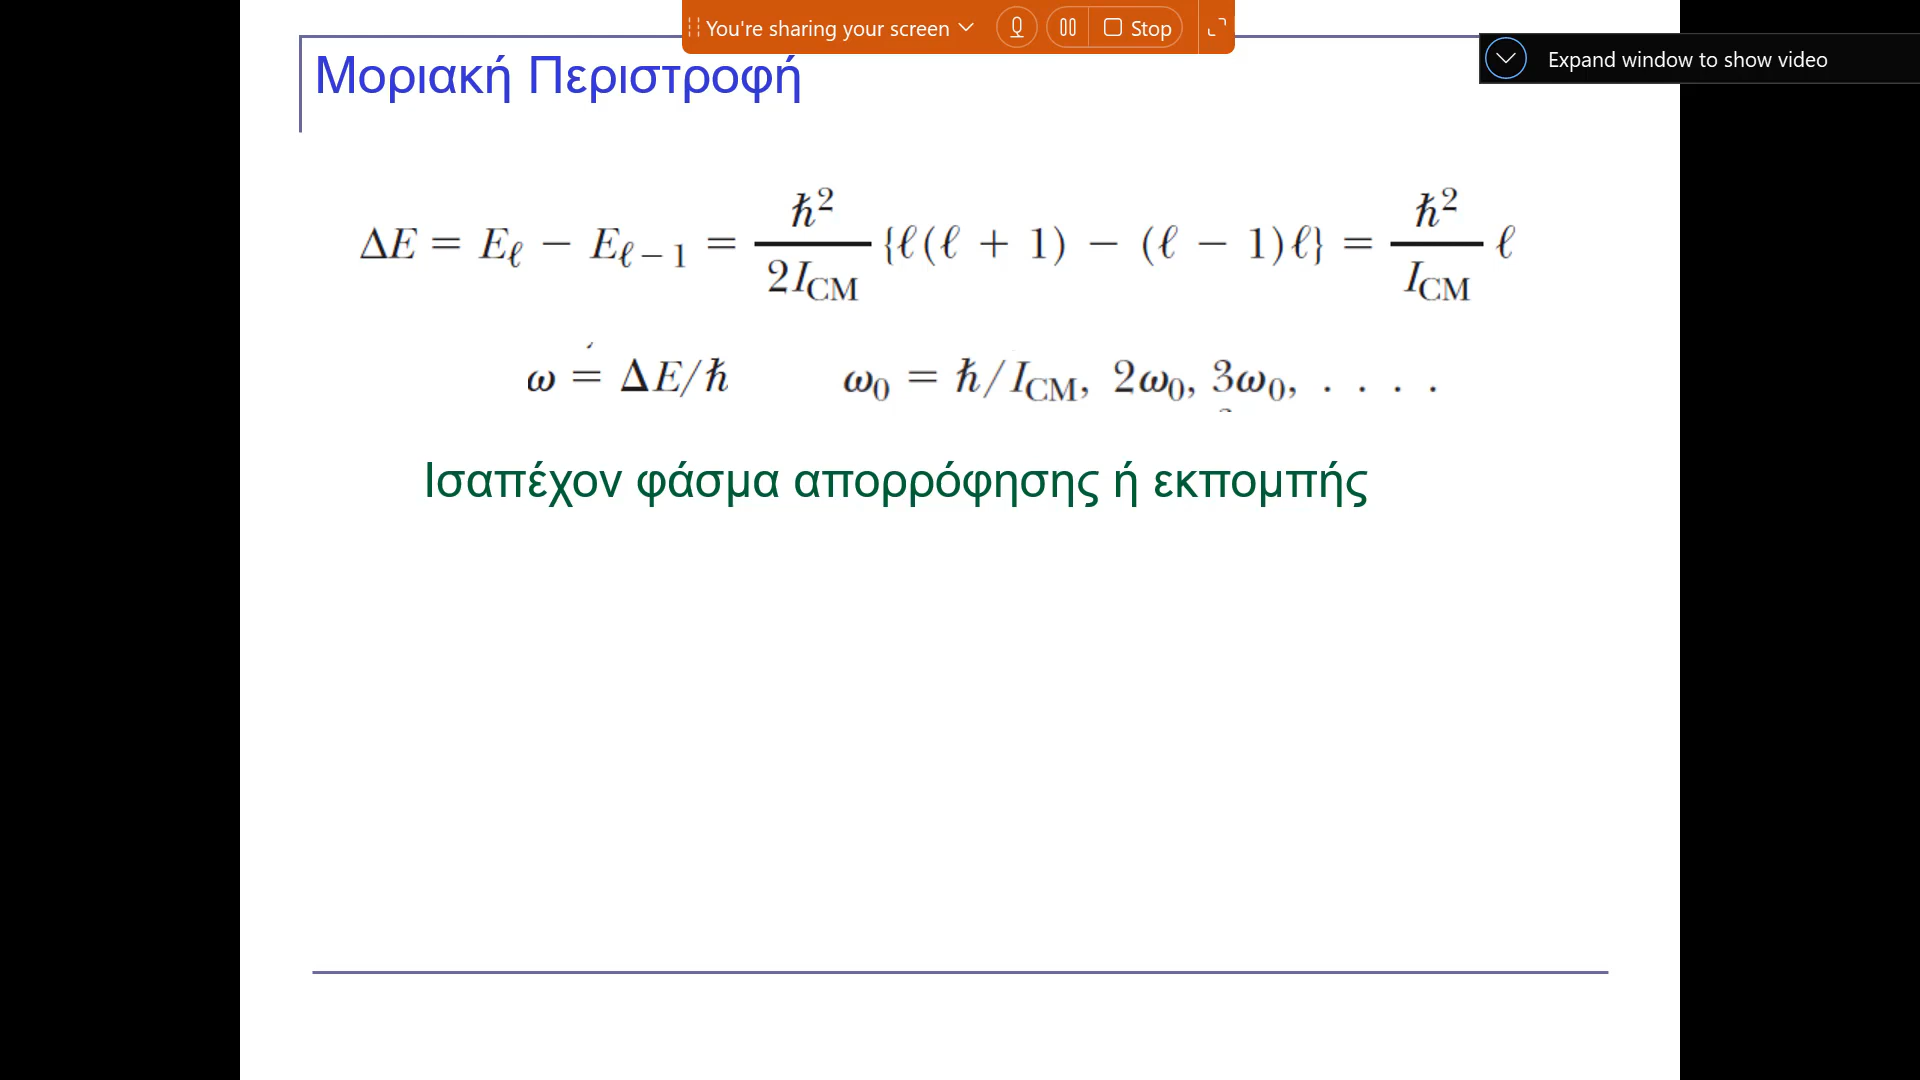 You're sharing your screen
Stop
Expand window to show video
Μοριακή Περιστροφή
ΔE = E_ℓ − E_{ℓ−1} = ℏ²/2I_CM {ℓ(ℓ + 1) − (ℓ − 1)ℓ} = ℏ²/I_CM ℓ
ω = ΔE/ℏ ω₀ = ℏ/I_CM, 2ω₀, 3ω₀, . . . .
Ισαπέχον φάσμα απορρόφησης ή εκπομπής